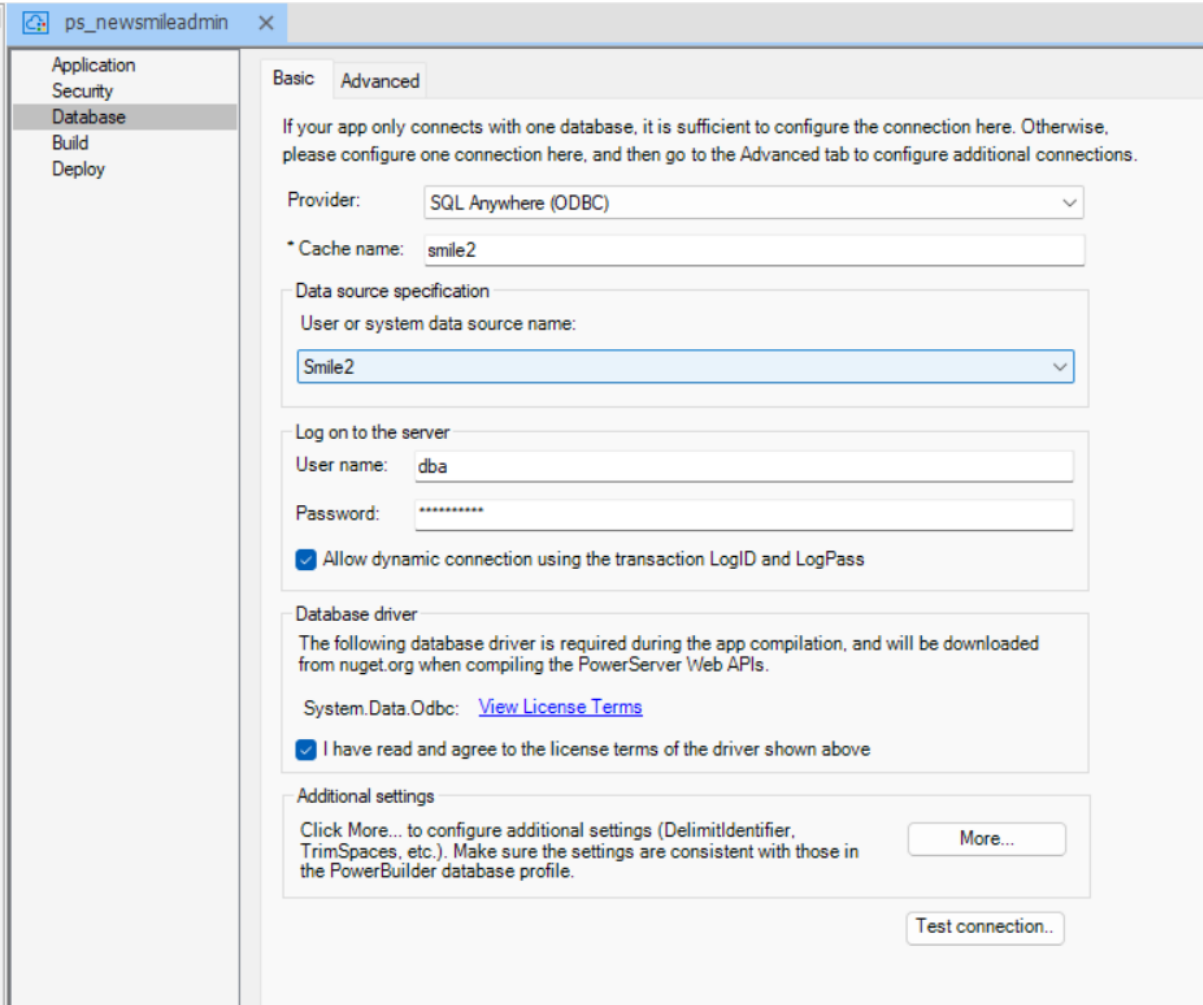 ps_newsmileadmin
Application
Security
Database
Build
Deploy
Basic
Advanced
If your app only connects with one database, it is sufficient to configure the connection here. Otherwise,
please configure one connection here, and then go to the Advanced tab to configure additional connections.
Provider:
SQL Anywhere (ODBC)
* Cache name:
smile2
Data source specification
User or system data source name:
Smile2
Log on to the server
User name:
dba
Password:
**********
Allow dynamic connection using the transaction LogID and LogPass
Database driver
The following database driver is required during the app compilation, and will be downloaded
from nuget.org when compiling the PowerServer Web APIs.
System.Data.Odbc: View License Terms
I have read and agree to the license terms of the driver shown above
Additional settings
Click More... to configure additional settings (DelimitIdentifier,
TrimSpaces, etc.). Make sure the settings are consistent with those in
the PowerBuilder database profile.
More...
Test connection..